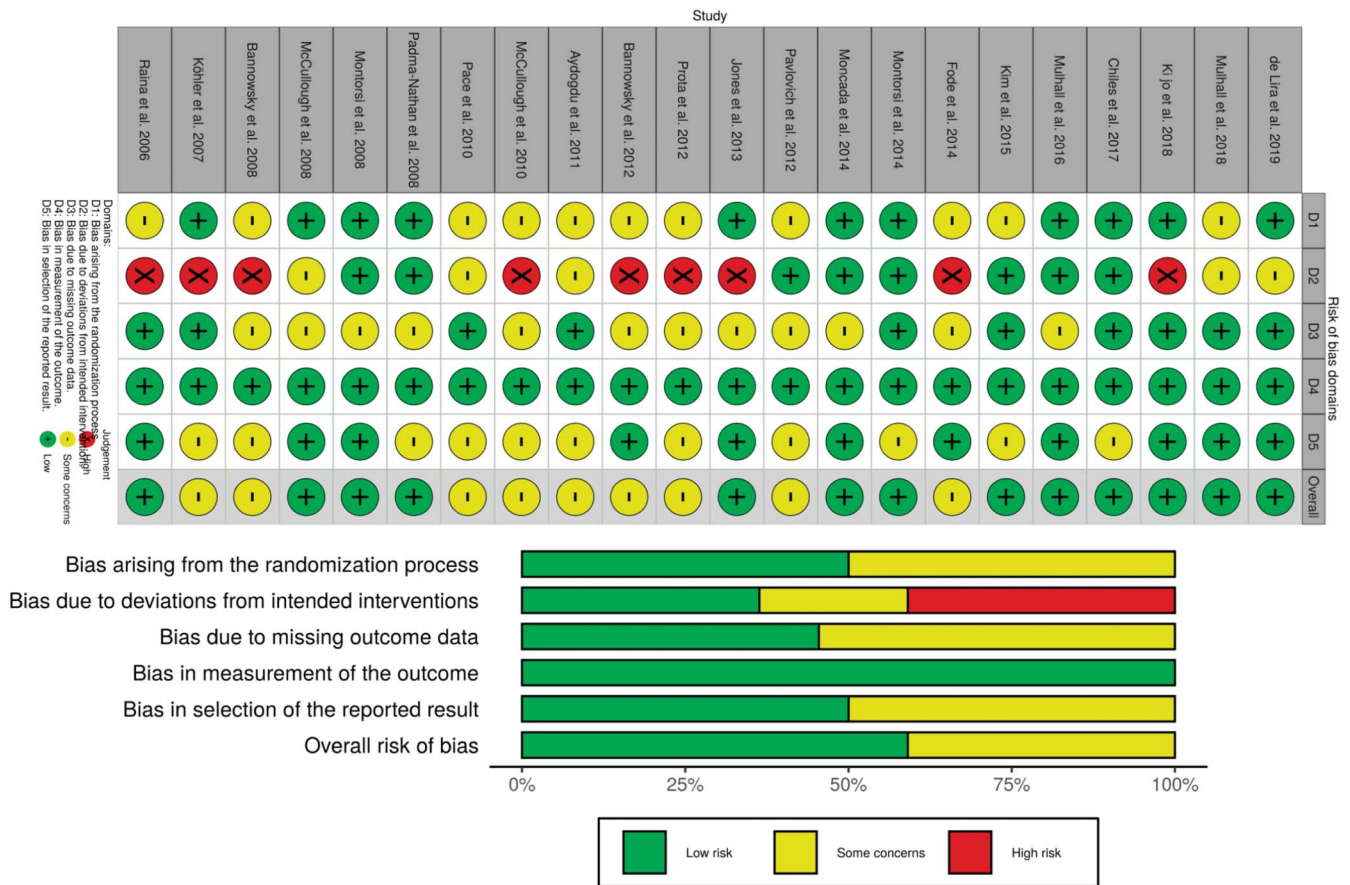 Study
Raina et al. 2006
Köhler et al. 2007
Bannowsky et al. 2008
McCullough et al. 2008
Montorsi et al. 2008
Padma-Nathan et al. 2008
Pace et al. 2010
McCullough et al. 2010
Aydogdu et al. 2011
Bannowsky et al. 2012
Prota et al. 2012
Jones et al. 2013
Pavlovich et al. 2012
Moncada et al. 2014
Montorsi et al. 2014
Fode et al. 2014
Kim et al. 2015
Mulhall et al. 2016
Chiles et al. 2017
Ki jo et al. 2018
Mulhall et al. 2018
de Lira et al. 2019
Risk of bias domains
D1
D2
D3
D4
D5
Overall
- + - + + + - - - - - + - + + - - + + + - +
X X X - + + - X - X X X + + + X + + + X - -
+ + - - - - + - + - - - - - + - + - + + + +
+ + + + + + + + + + + + + + + + + + + + + +
+ - - + + - - - - + - + - + - + - + - + + +
+ - - + + + - - - - - + - + + - + + + + + +
Domains:
D1: Bias arising from the randomization process.
D2: Bias due to deviations from intended intervention.
D3: Bias due to missing outcome data.
D4: Bias in measurement of the outcome.
D5: Bias in selection of the reported result.
Judgement
X High
- Some concerns
+ Low
Bias arising from the randomization process
Bias due to deviations from intended interventions
Bias due to missing outcome data
Bias in measurement of the outcome
Bias in selection of the reported result
Overall risk of bias
0% 25% 50% 75% 100%
Low risk Some concerns High risk